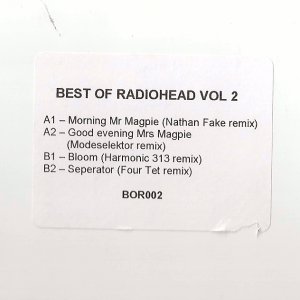 BEST OF RADIOHEAD VOL 2
A1 – Morning Mr Magpie (Nathan Fake remix)
A2 – Good evening Mrs Magpie
(Modeselektor remix)
B1 – Bloom (Harmonic 313 remix)
B2 – Seperator (Four Tet remix)
BOR002